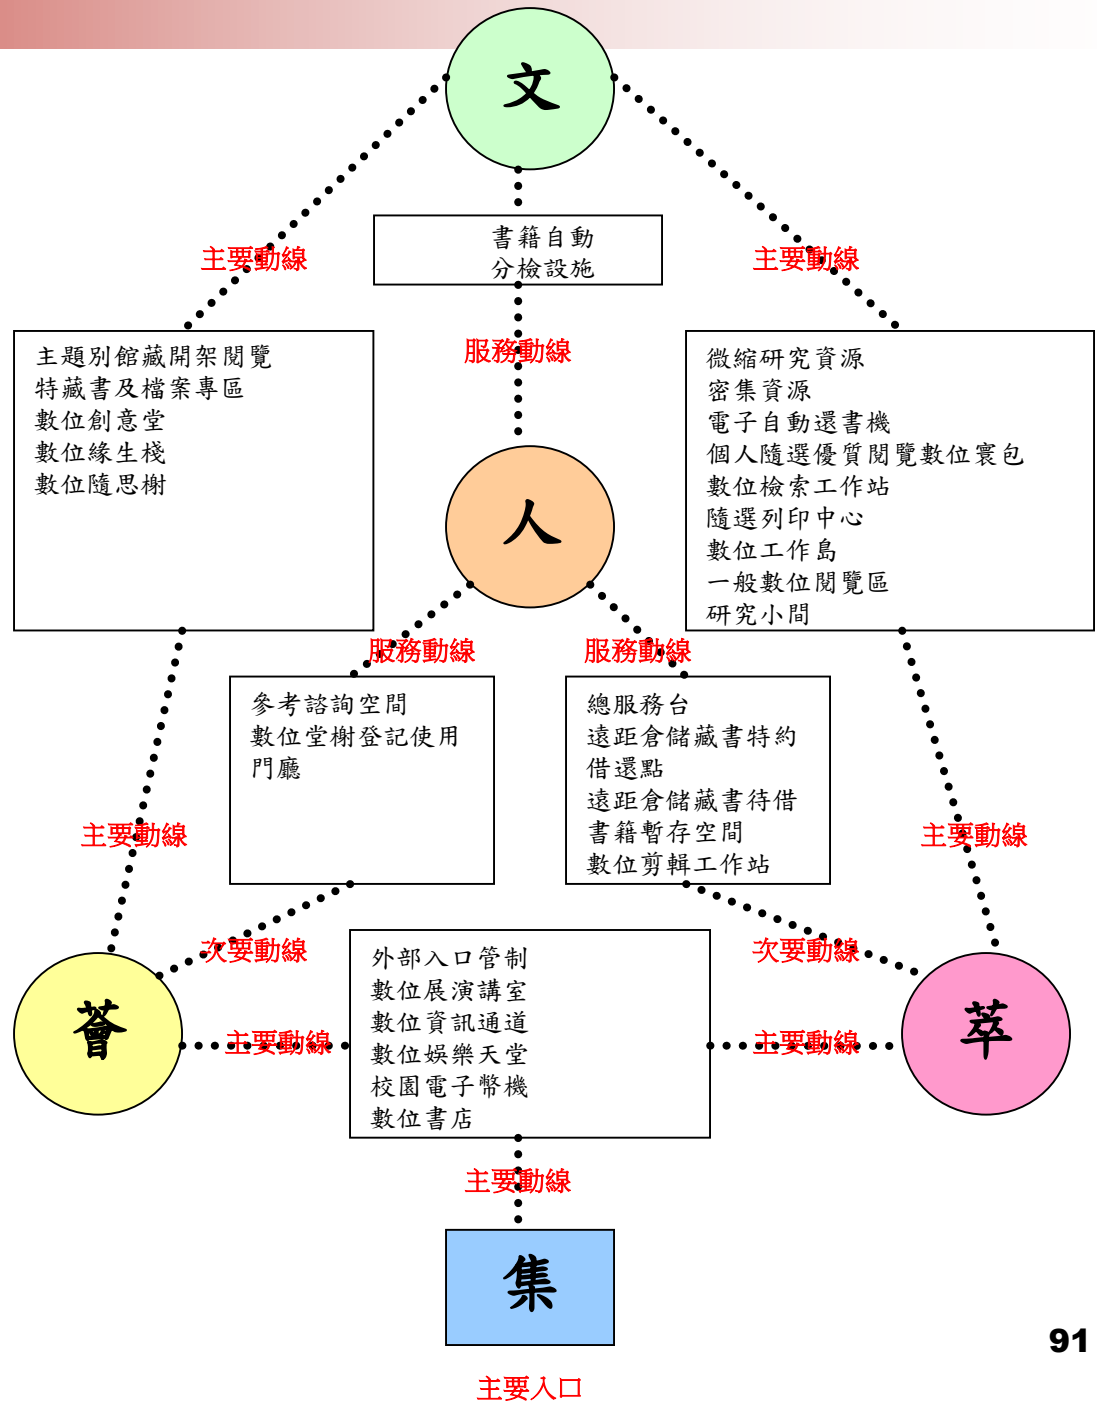 文
書籍自動
分檢設施
主要動線
主要動線
服務動線
主題別館藏開架閱覽
特藏書及檔案專區
數位創意堂
數位緣生棧
數位隨思榭
微縮研究資源
密集資源
電子自動還書機
個人隨選優質閱覽數位寰包
數位檢索工作站
隨選列印中心
數位工作島
一般數位閱覽區
研究小間
人
服務動線
服務動線
參考諮詢空間
數位堂榭登記使用
門廳
總服務台
遠距倉儲藏書特約
借還點
遠距倉儲藏書待借
書籍暫存空間
數位剪輯工作站
主要動線
主要動線
次要動線
次要動線
外部入口管制
數位展演講室
數位資訊通道
數位娛樂天堂
校園電子幣機
數位書店
薈
主要動線
主要動線
萃
主要動線
集
主要入口
91